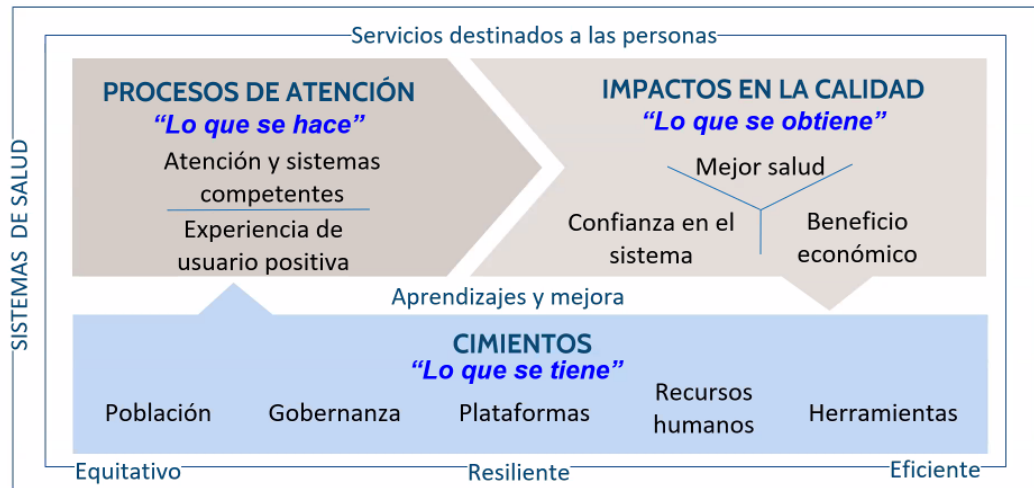 Servicios destinados a las personas
SISTEMAS DE SALUD
PROCESOS DE ATENCIÓN
“Lo que se hace”
Atención y sistemas
competentes
Experiencia de
usuario positiva
IMPACTOS EN LA CALIDAD
“Lo que se obtiene”
Mejor salud
Confianza en el
sistema
Beneficio
económico
Aprendizajes y mejora
CIMIENTOS
“Lo que se tiene”
Población
Gobernanza
Plataformas
Recursos
humanos
Herramientas
Equitativo
Resiliente
Eficiente